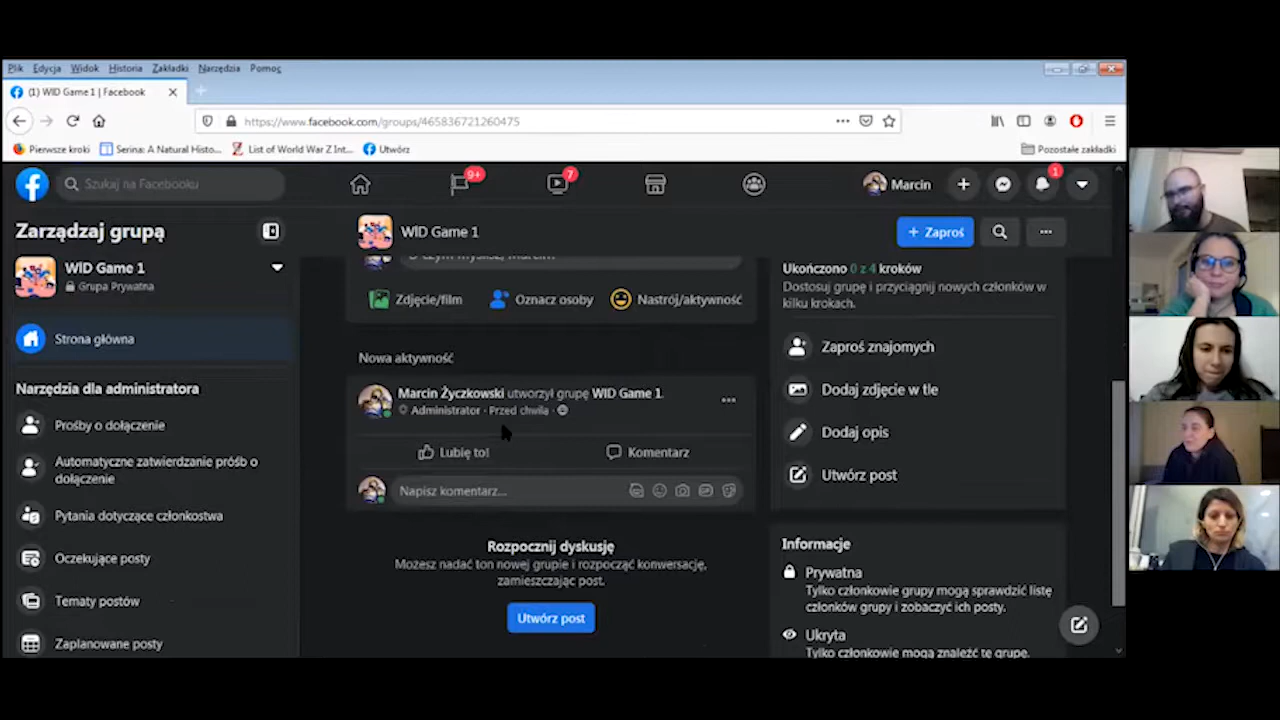 Plik Edycja Widok Historia Zakładki Narzędzia Pomoc
(1) WID Game 1 | Facebook
https://www.facebook.com/groups/465836721260475
Pierwsze kroki
Serina: A Natural Histo...
List of World War Z Int...
Utwórz
Pozostałe zakładki
Szukaj na Facebooku
9+
7
Marcin
1
Zarządzaj grupą
WID Game 1
Grupa Prywatna
Strona główna
Narzędzia dla administratora
Prośby o dołączenie
Automatyczne zatwierdzanie próśb o
dołączenie
Pytania dotyczące członkostwa
Oczekujące posty
Tematy postów
Zaplanowane posty
WID Game 1
+ Zaproś
O czym myślisz, Marcin?
Zdjęcie/film
Oznacz osoby
Nastrój/aktywność
Nowa aktywność
Marcin Życzkowski utworzył grupę WID Game 1.
Administrator · Przed chwilą ·
Lubię to!
Komentarz
Napisz komentarz...
Rozpocznij dyskusję
Możesz nadać ton nowej grupie i rozpocząć konwersację,
zamieszczając post.
Utwórz post
Ukończono 0 z 4 kroków
Dostosuj grupę i przyciągnij nowych członków w
kilku krokach.
Zaproś znajomych
Dodaj zdjęcie w tle
Dodaj opis
Utwórz post
Informacje
Prywatna
Tylko członkowie grupy mogą sprawdzić listę
członków grupy i zobaczyć ich posty.
Ukryta
Tylko członkowie mogą znaleźć tę grupę.